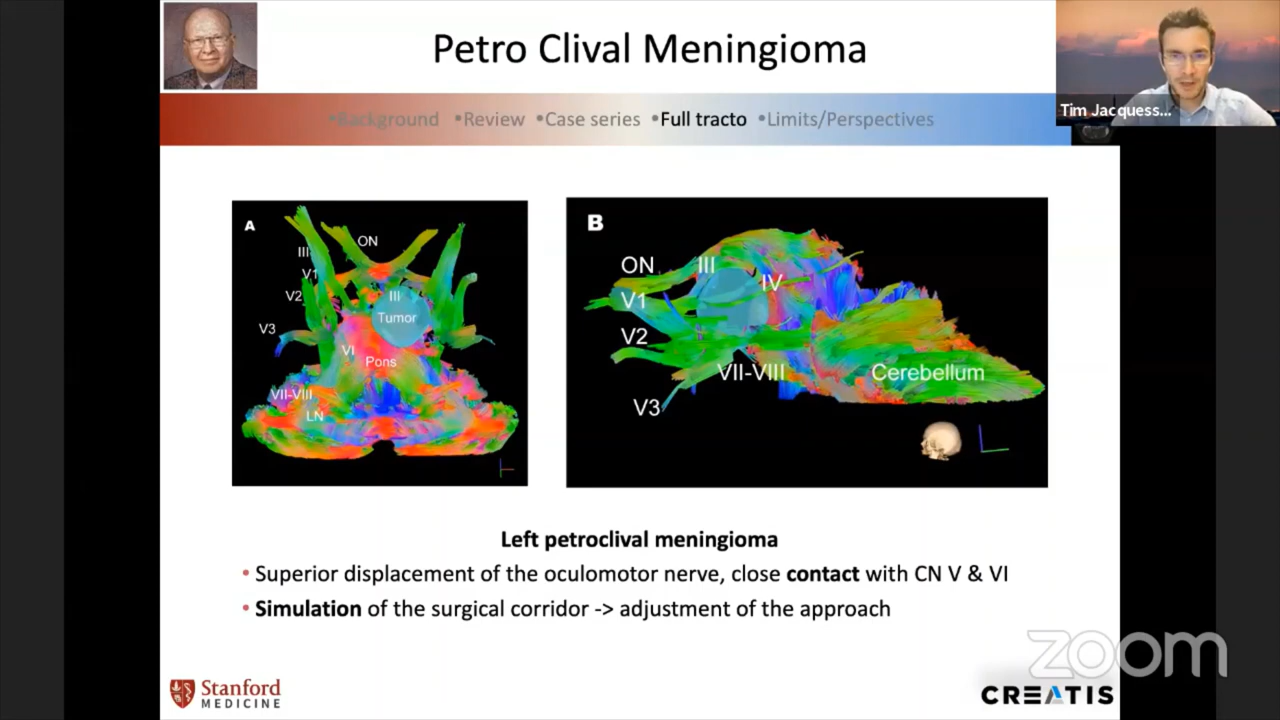 Petro Clival Meningioma
Tim Jacquess...
•Background •Review •Case series •Full tracto •Limits/Perspectives
A
ON
III
V1
V2
III
Tumor
V3
VI
Pons
VII-VIII
LN
B
ON
III
IV
V1
V2
VII-VIII
Cerebellum
V3
Left petroclival meningioma
• Superior displacement of the oculomotor nerve, close contact with CN V & VI
• Simulation of the surgical corridor -> adjustment of the approach
zoom
Stanford
MEDICINE
CREATIS